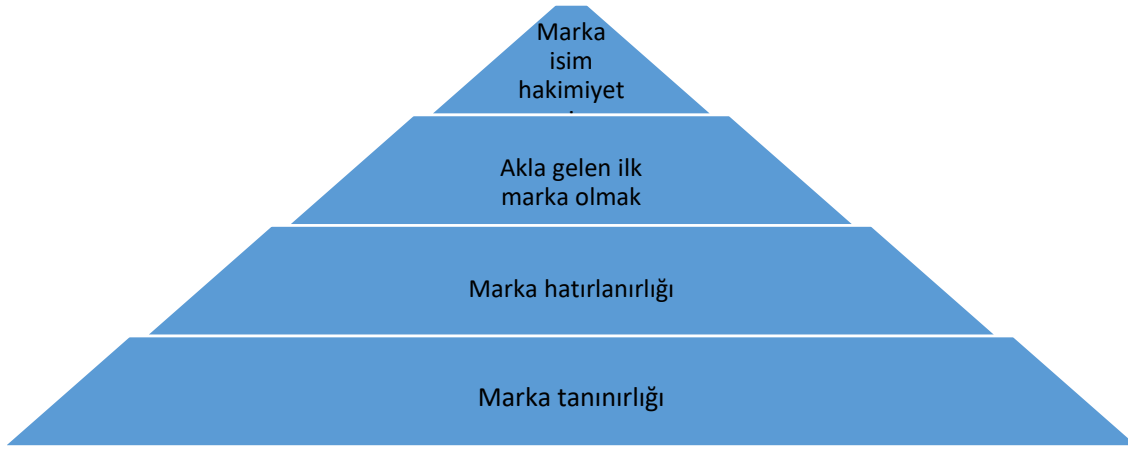 Marka
isim
hakimiyet
Akla gelen ilk
marka olmak
Marka hatırlanırlığı
Marka tanınırlığı